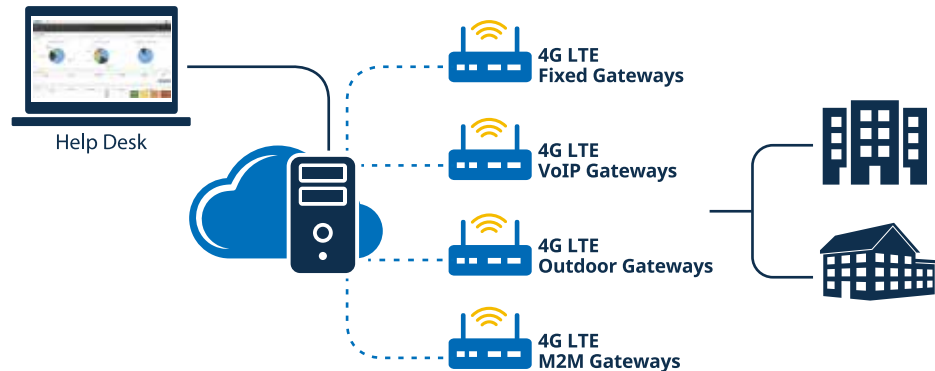 Help Desk
4G LTE
Fixed Gateways
4G LTE
VoIP Gateways
4G LTE
Outdoor Gateways
4G LTE
M2M Gateways